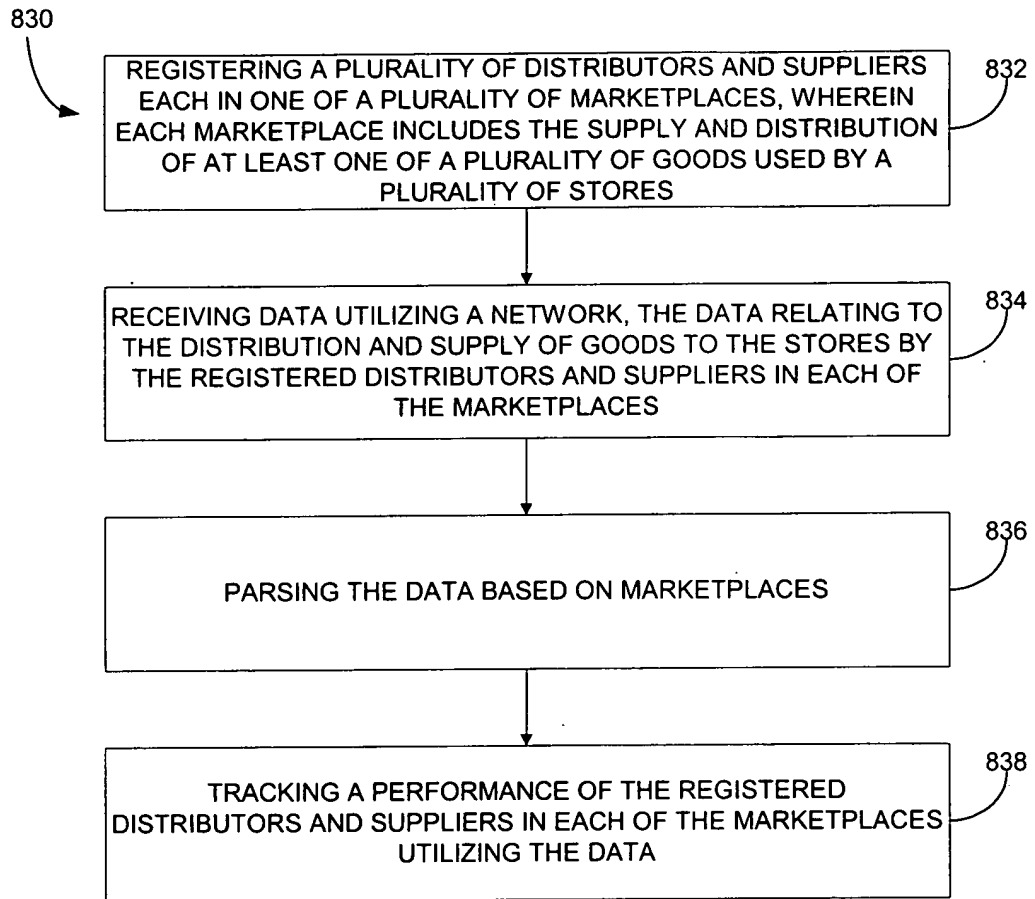 830
REGISTERING A PLURALITY OF DISTRIBUTORS AND SUPPLIERS
EACH IN ONE OF A PLURALITY OF MARKETPLACES, WHEREIN
EACH MARKETPLACE INCLUDES THE SUPPLY AND DISTRIBUTION
OF AT LEAST ONE OF A PLURALITY OF GOODS USED BY A
PLURALITY OF STORES
832
RECEIVING DATA UTILIZING A NETWORK, THE DATA RELATING TO
THE DISTRIBUTION AND SUPPLY OF GOODS TO THE STORES BY
THE REGISTERED DISTRIBUTORS AND SUPPLIERS IN EACH OF
THE MARKETPLACES
834
PARSING THE DATA BASED ON MARKETPLACES
836
TRACKING A PERFORMANCE OF THE REGISTERED
DISTRIBUTORS AND SUPPLIERS IN EACH OF THE MARKETPLACES
UTILIZING THE DATA
838